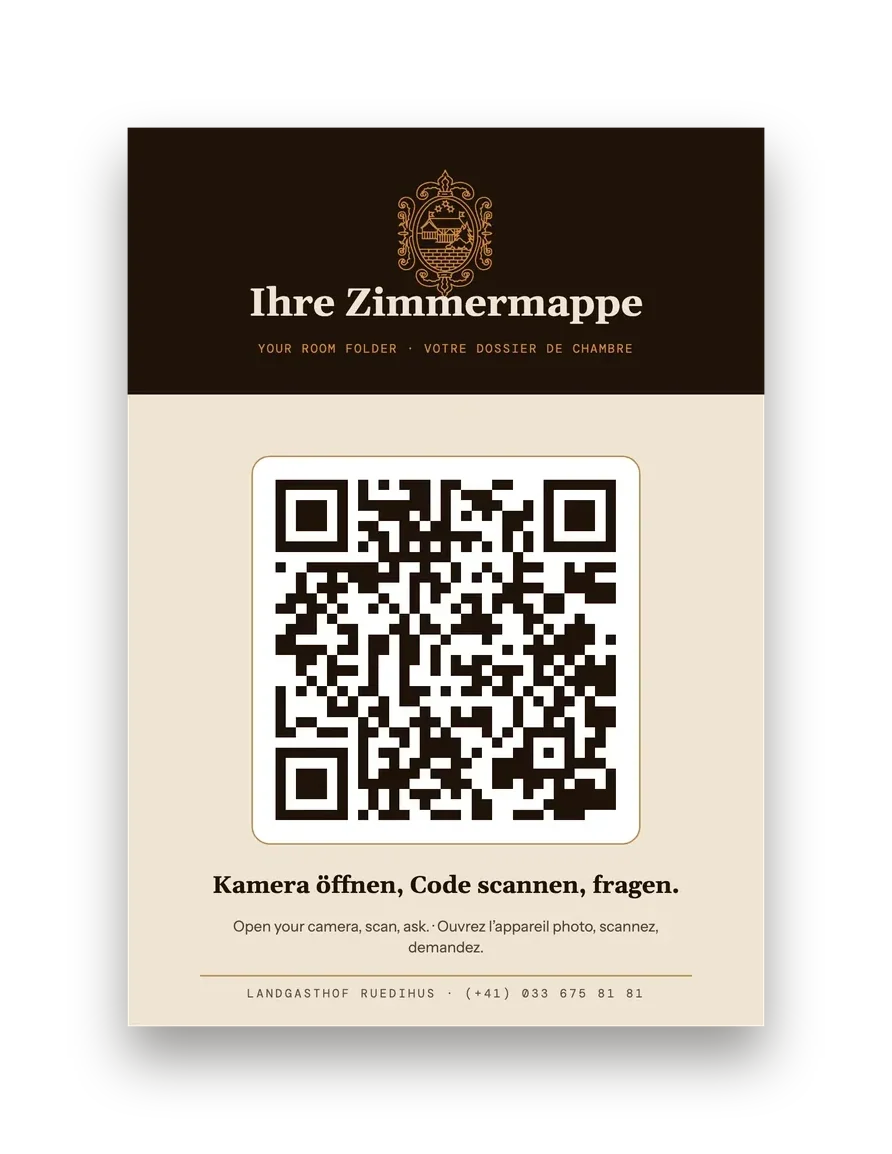 Ihre Zimmermappe
YOUR ROOM FOLDER · VOTRE DOSSIER DE CHAMBRE
Kamera öffnen, Code scannen, fragen.
Open your camera, scan, ask. · Ouvrez l’appareil photo, scannez,
demandez.
LANDGASTHOF RUEDIHUS · (+41) 033 675 81 81